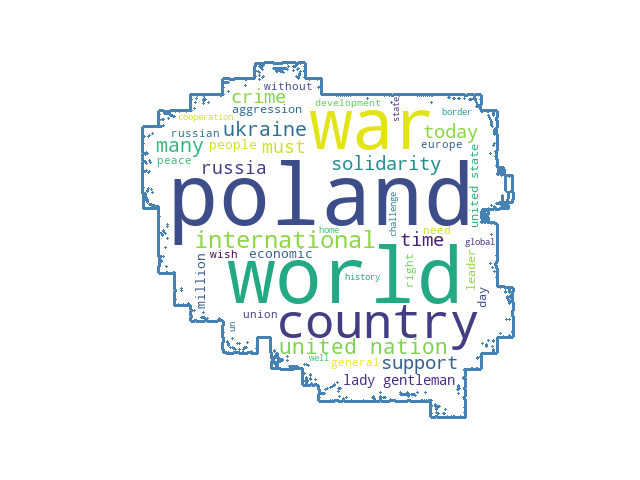 without
crime
development
state
aggression
war
border
cooperation
russian
ukraine
today
many
people
must
europe
peace
russia
solidarity
united state
poland
home
challenge
need
international
time
global
wish
economic
world
right
leader
history
million
day
union
country
un
united nation
well
general
support
lady gentleman